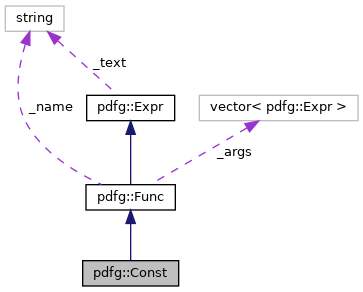 string
_text
_name
pdfg::Expr
vector< pdfg::Expr >
_args
pdfg::Func
pdfg::Const